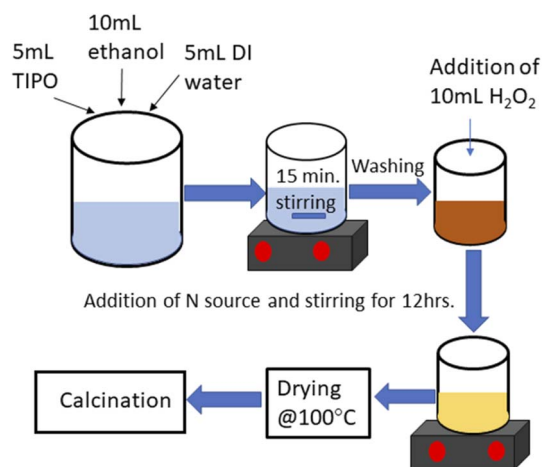 5mL
TIPO
10mL
ethanol
5mL DI
water
15 min.
stirring
Washing
Addition of
10mL H₂O₂
Addition of N source and stirring for 12hrs.
Drying
@100°C
Calcination